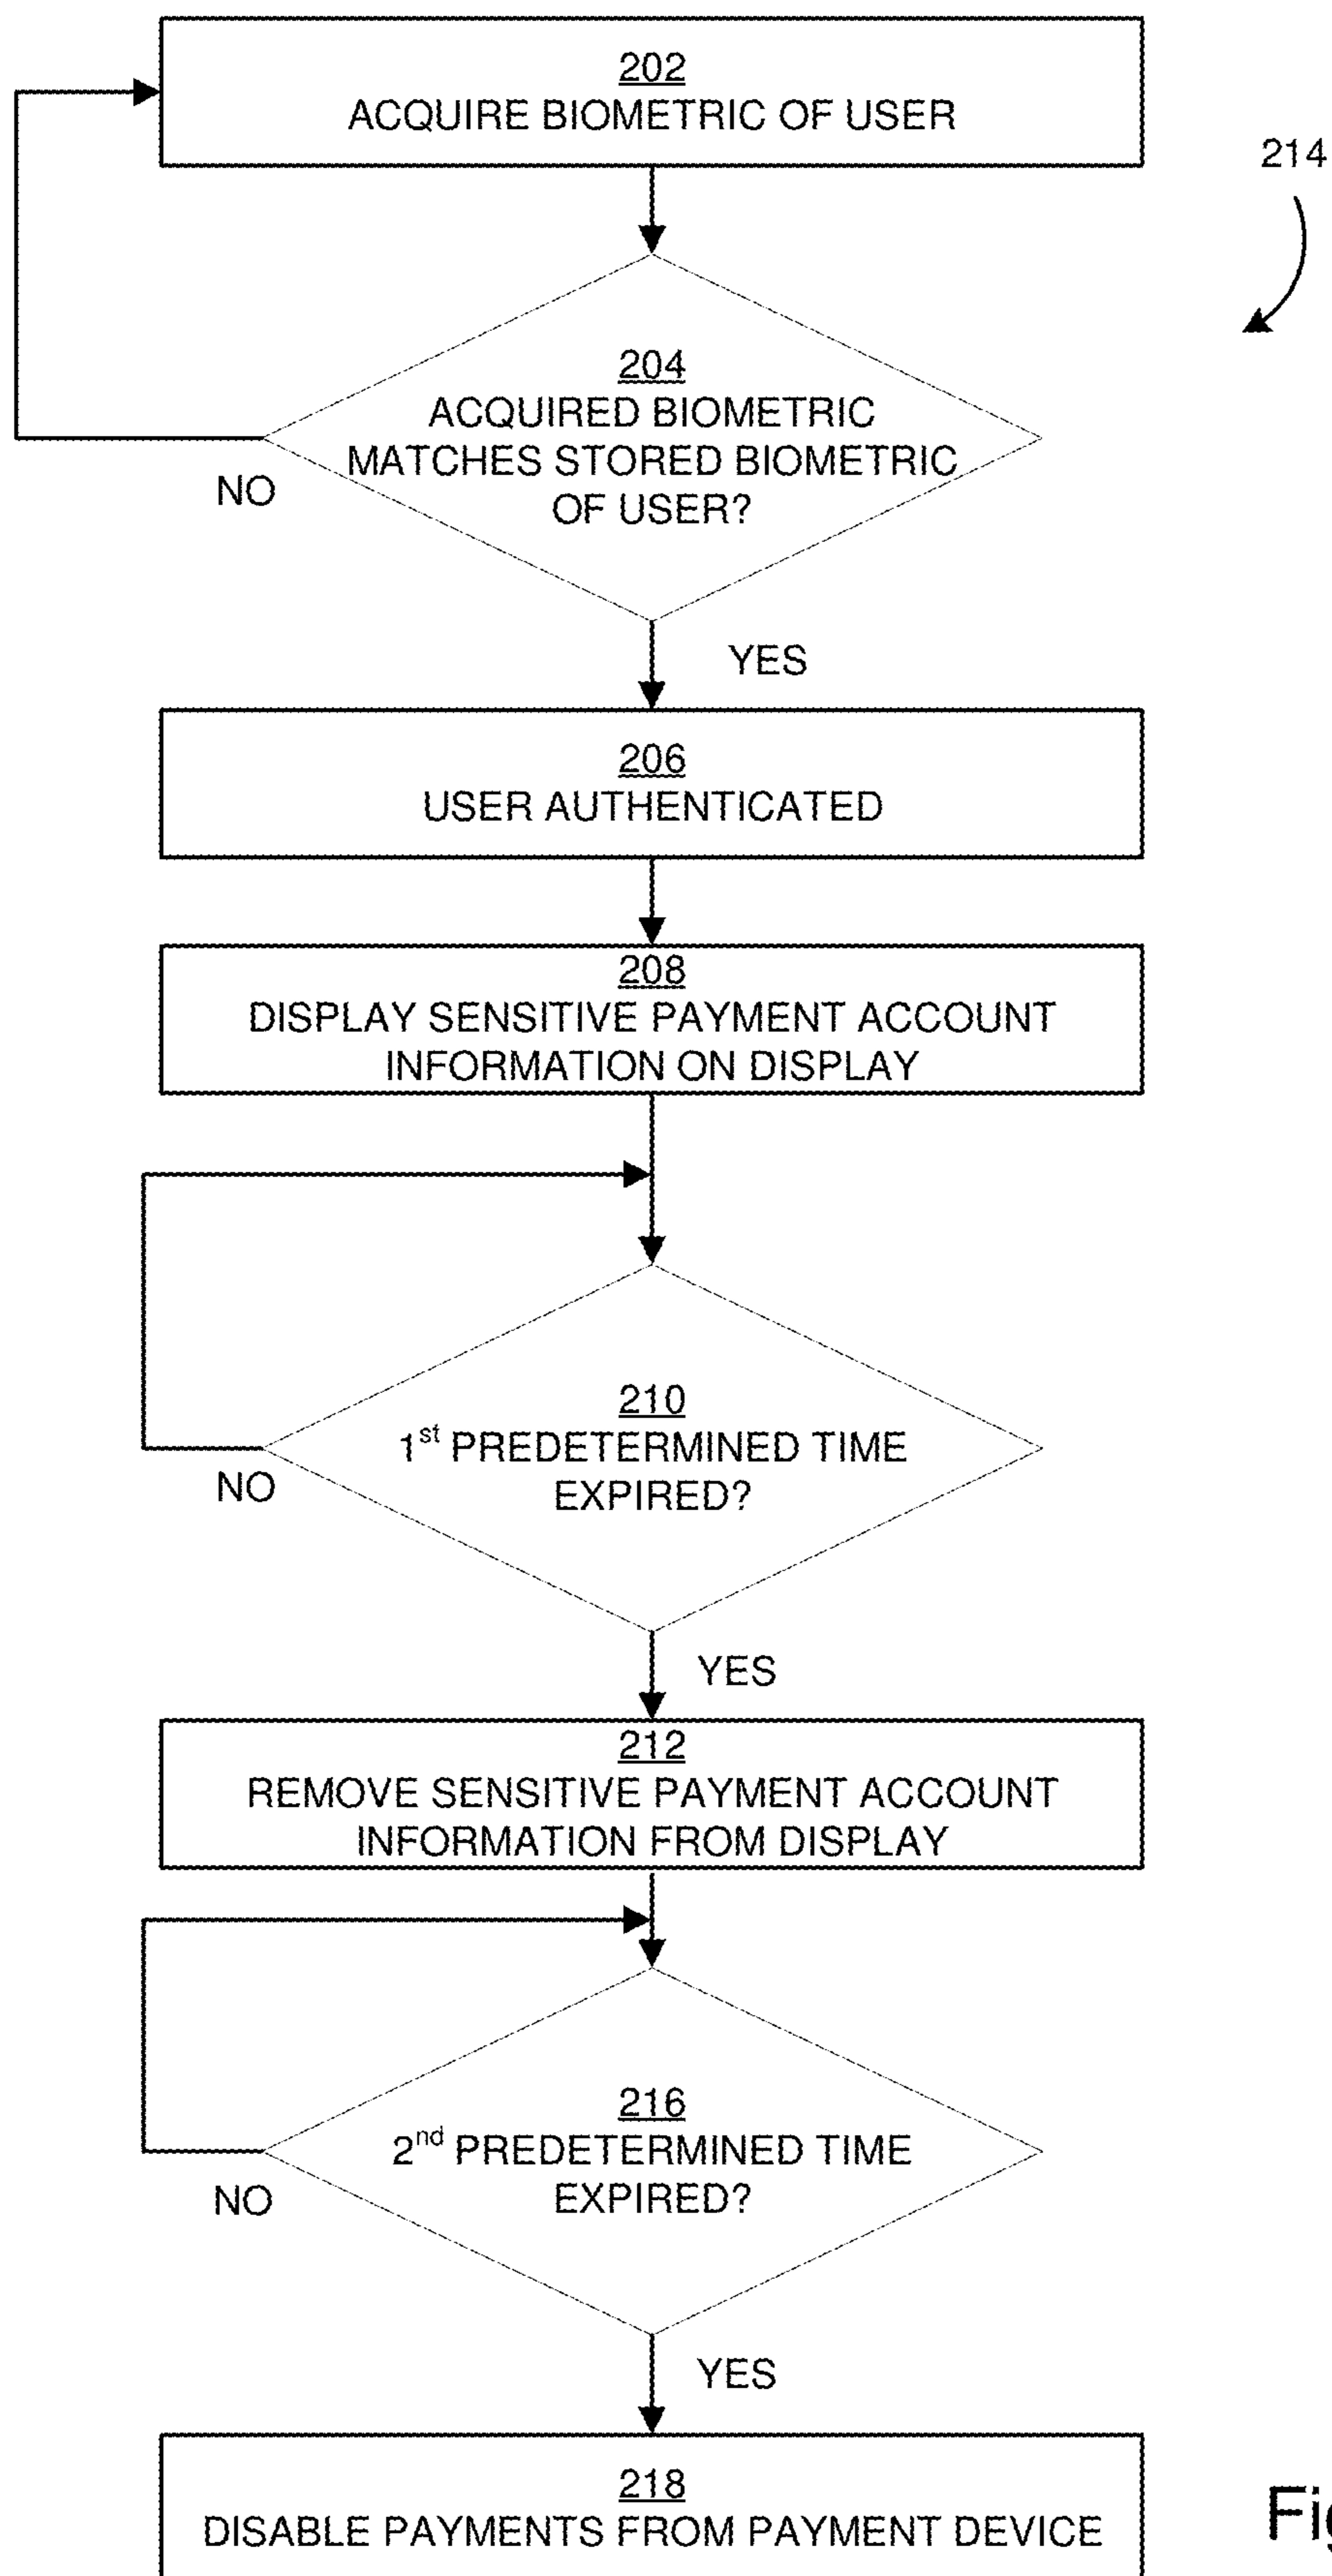 202
ACQUIRE BIOMETRIC OF USER
214
204
ACQUIRED BIOMETRIC
MATCHES STORED BIOMETRIC
OF USER?
NO
YES
206
USER AUTHENTICATED
208
DISPLAY SENSITIVE PAYMENT ACCOUNT
INFORMATION ON DISPLAY
210
1st PREDETERMINED TIME
EXPIRED?
NO
YES
212
REMOVE SENSITIVE PAYMENT ACCOUNT
INFORMATION FROM DISPLAY
216
2nd PREDETERMINED TIME
EXPIRED?
NO
YES
218
DISABLE PAYMENTS FROM PAYMENT DEVICE